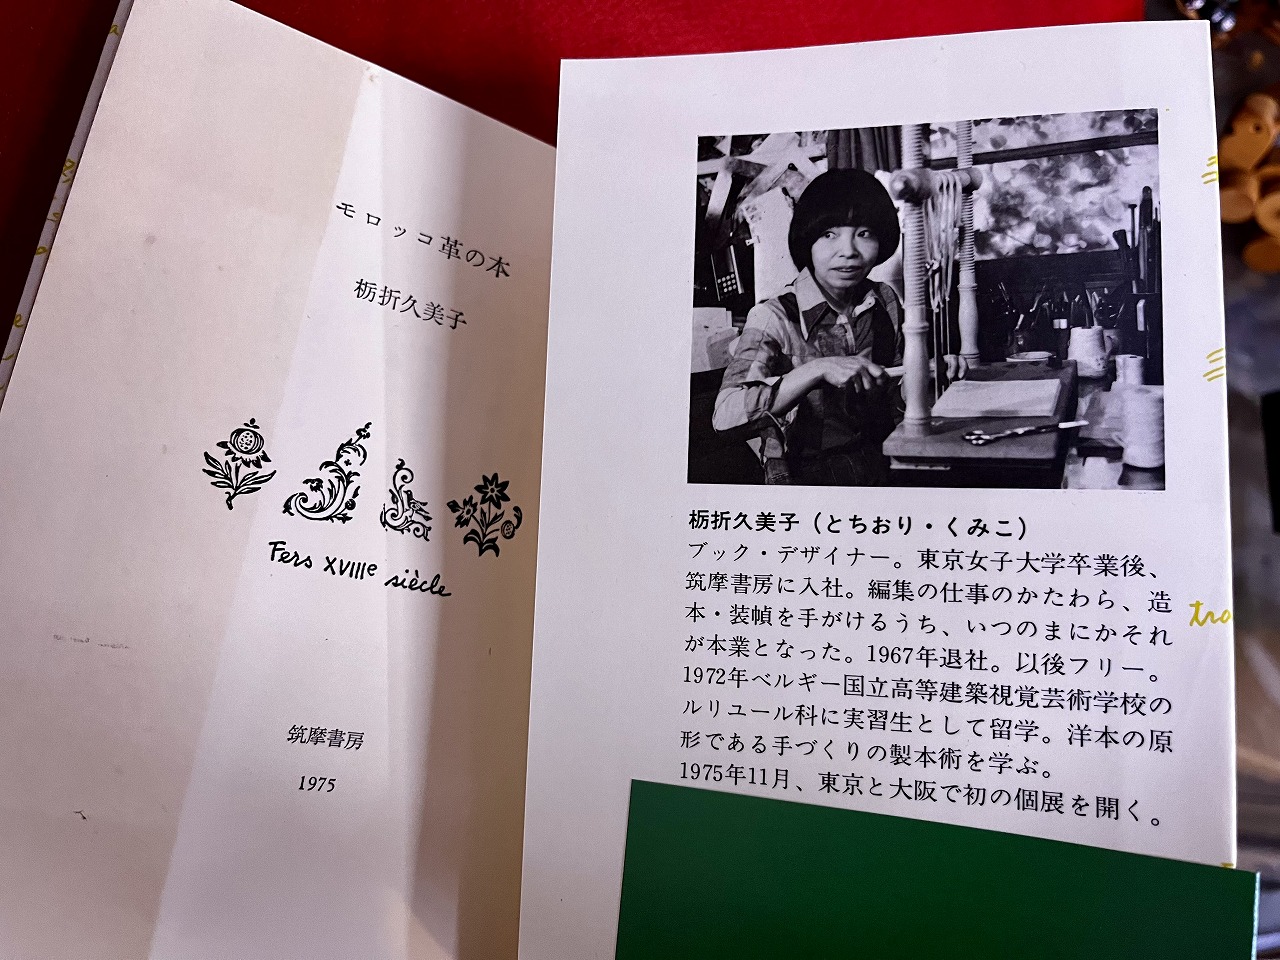 モロッコ革の本
栃折久美子
Fers XVIIIe siècle
筑摩書房
1975
栃折久美子（とちおり・くみこ）
ブック・デザイナー。東京女子大学卒業後、
筑摩書房に入社。編集の仕事のかたわら、造
本・装幀を手がけるうち、いつのまにかそれ
が本業となった。1967年退社。以後フリー。
1972年ベルギー国立高等建築視覚芸術学校の
ルリユール科に実習生として留学。洋本の原
形である手づくりの製本術を学ぶ。
1975年11月、東京と大阪で初の個展を開く。
tro